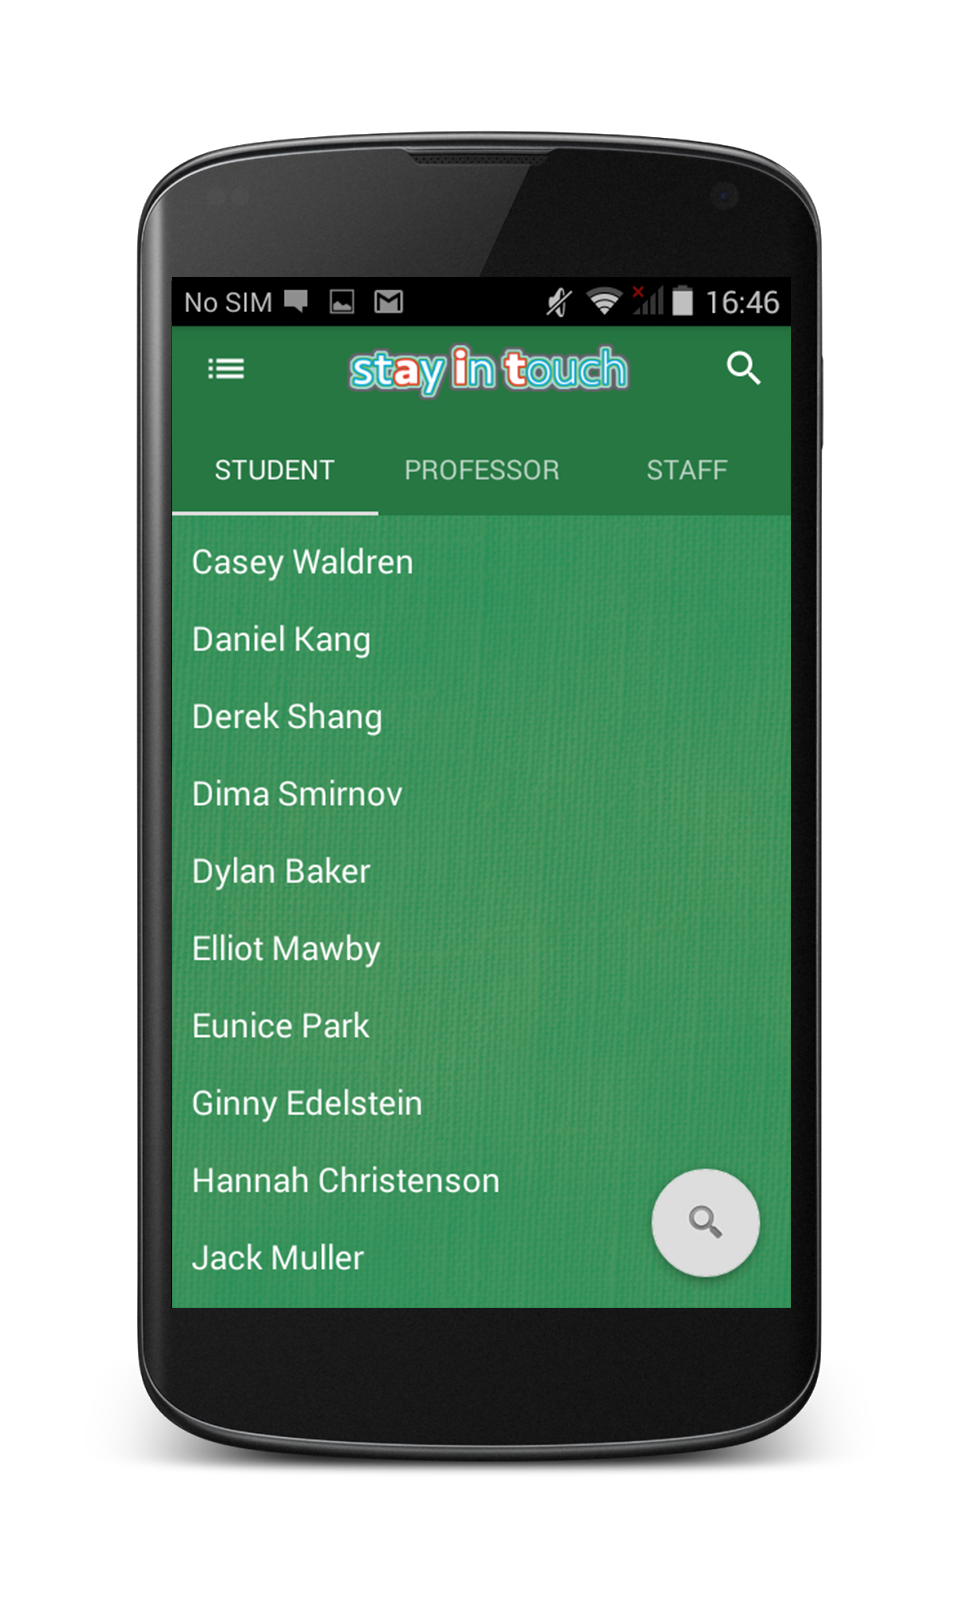 No SIM 16:46
stay in touch
STUDENT PROFESSOR STAFF
Casey Waldren
Daniel Kang
Derek Shang
Dima Smirnov
Dylan Baker
Elliot Mawby
Eunice Park
Ginny Edelstein
Hannah Christenson
Jack Muller